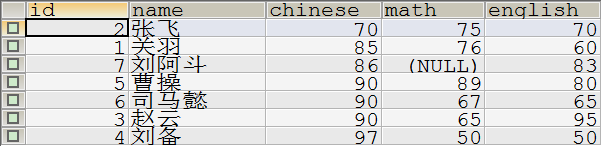 id name chinese math english
2 张飞 70 75 70
1 关羽 85 76 60
7 刘阿斗 86 (NULL) 83
5 曹操 90 89 80
6 司马懿 90 67 65
3 赵云 90 65 95
4 刘备 97 50 50